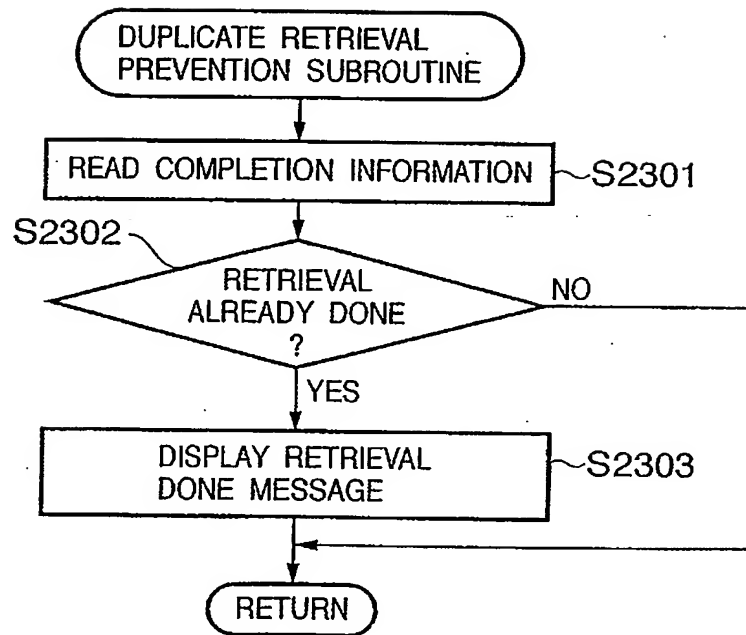 DUPLICATE RETRIEVAL
PREVENTION SUBROUTINE
READ COMPLETION INFORMATION
S2301
S2302
RETRIEVAL
ALREADY DONE
?
NO
YES
DISPLAY RETRIEVAL
DONE MESSAGE
S2303
RETURN